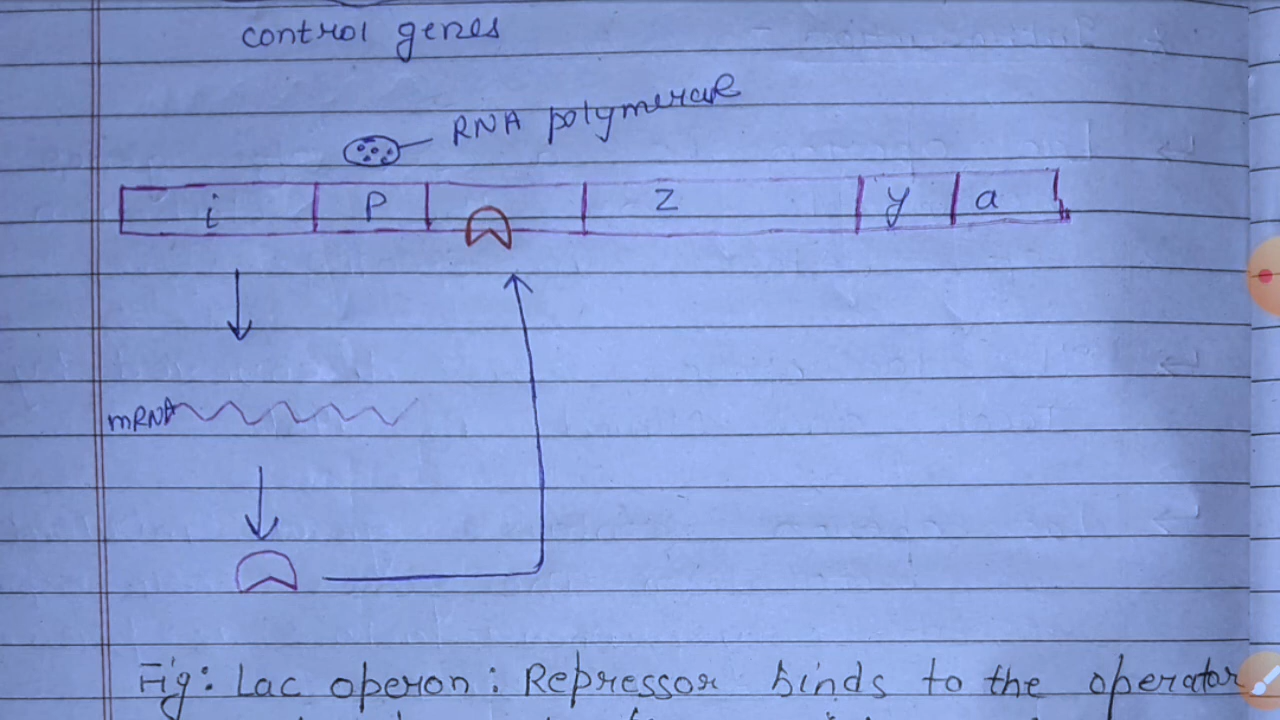 control genes
RNA polymerase
i P Z y a
mRNA
Fig: Lac operon: Repressor binds to the operator